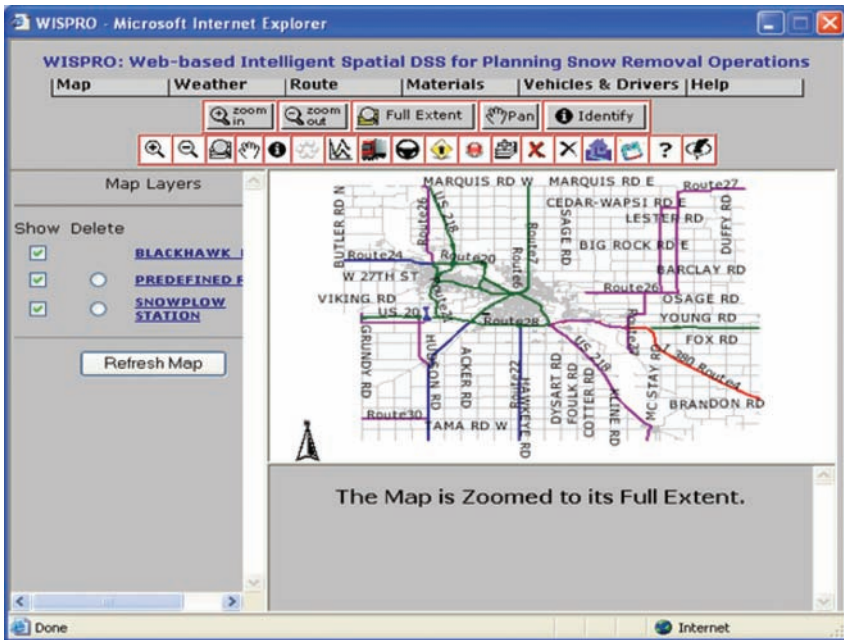 WISPRO - Microsoft Internet Explorer
WISPRO: Web-based Intelligent Spatial DSS for Planning Snow Removal Operations
Map Weather Route Materials Vehicles & Drivers Help
zoom in zoom out Full Extent Pan Identify
?
Map Layers
Show Delete
BLACKHAWK
PREDEFINED
SNOWPLOW
STATION
Refresh Map
MARQUIS RD W MARQUIS RD E Route27
CEDAR-WAPSI RD E
LESTER RD
BUTLER RD N
Route26
US 218
Route7
SAGE RD
DUFFY RD
BIG ROCK RD E
Route24 Route20
BARCLAY RD
W 27TH ST
Route6
Route26
VIKING RD
OSAGE RD
US 20
Route28
YOUNG RD
FOX RD
GRUNDY RD
HUDSON RD
ACKER RD
Route22
HAWKEYE RD
DYSART RD
FOULK RD
COTTER RD
US 218
KLINE RD
MC STAY RD
I 380 Route4
BRANDON RD
Route30
TAMA RD W
The Map is Zoomed to its Full Extent.
Done Internet